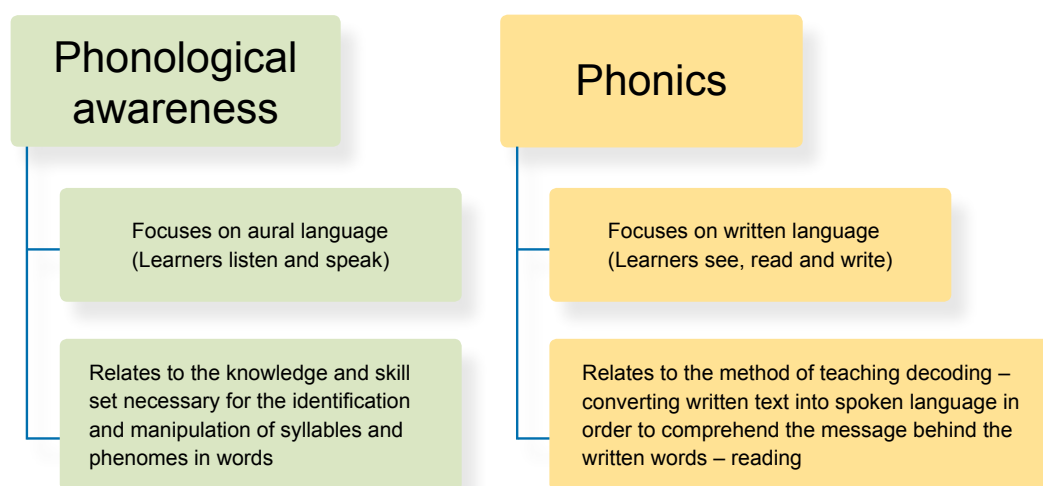 Phonological
awareness
Focuses on aural language
(Learners listen and speak)
Relates to the knowledge and skill
set necessary for the identification
and manipulation of syllables and
phenomes in words
Phonics
Focuses on written language
(Learners see, read and write)
Relates to the method of teaching decoding –
converting written text into spoken language in
order to comprehend the message behind the
written words – reading